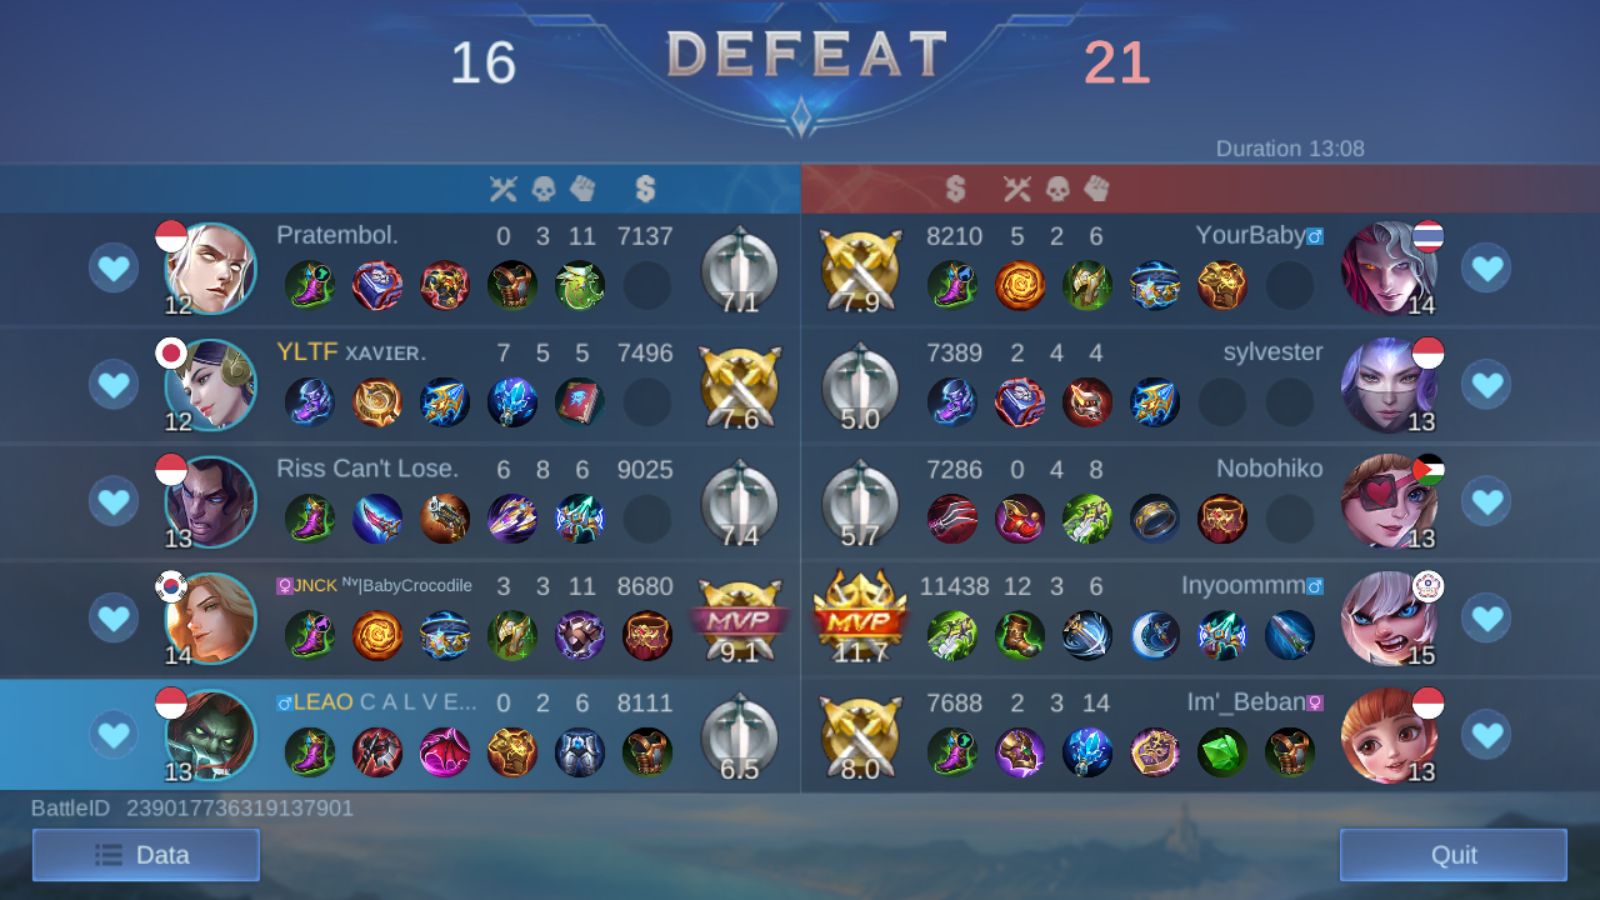 16 DEFEAT 21
Duration 13:08
Pratembol. 0 3 11 7137
12 7.1
7.9 8210 5 2 6 YourBaby♂
14
YLTF XAVIER. 7 5 5 7496
12 7.6
5.0 7389 2 4 4 sylvester
13
Riss Can't Lose. 6 8 6 9025
13 7.4
5.7 7286 0 4 8 Nobohiko
13
♀JNCK ᴺᵞ|BabyCrocodile 3 3 11 8680
14 MVP 9.1
MVP 11.7 11438 12 3 6 Inyoommm♂
15
♂LEAO C A L V E... 0 2 6 8111
13 6.5
8.0 7688 2 3 14 Im'_Beban♀
13
BattleID 239017736319137901
Data
Quit